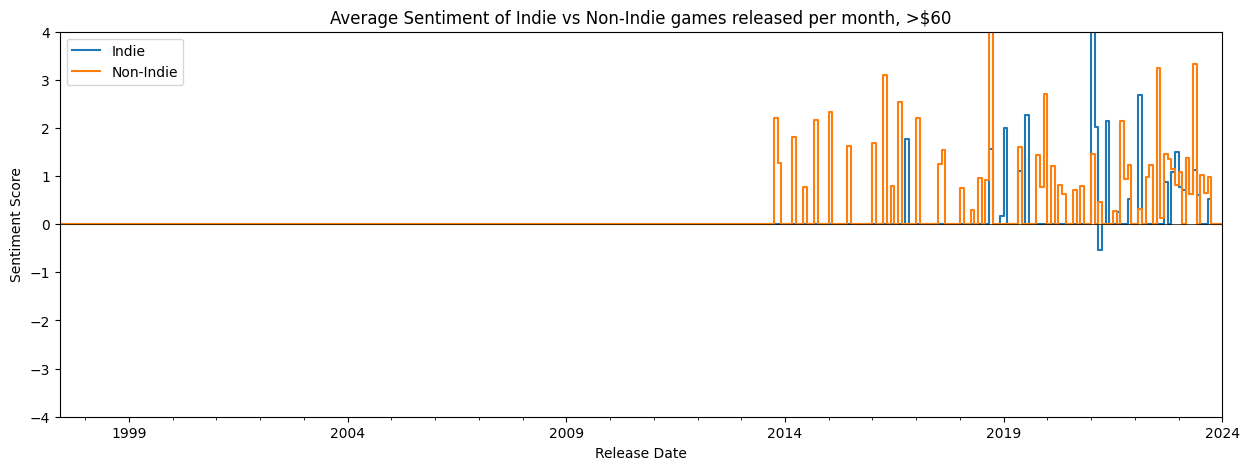 Average Sentiment of Indie vs Non-Indie games released per month, >$60
Indie
Non-Indie
Sentiment Score
4
3
2
1
0
−1
−2
−3
−4
1999 2004 2009 2014 2019 2024
Release Date